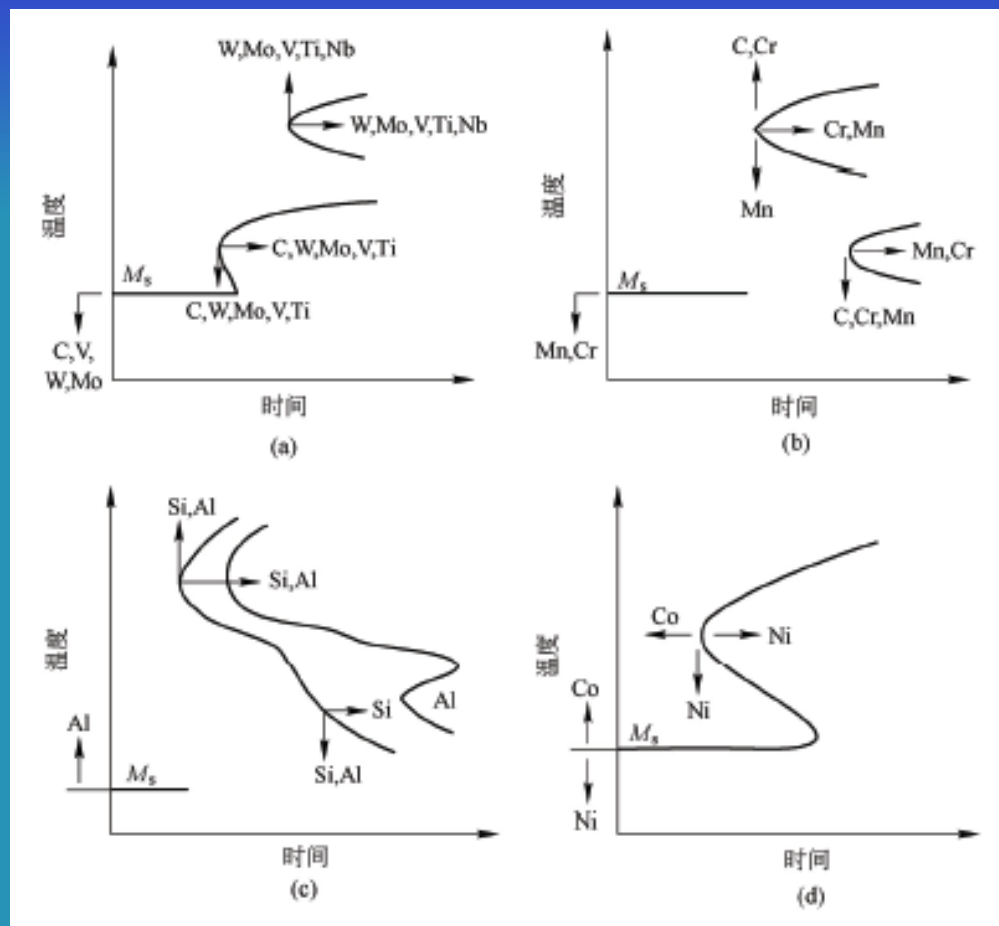 W,Mo,V,Ti,Nb
W,Mo,V,Ti,Nb
温度
C,W,Mo,V,Ti
Ms
C,W,Mo,V,Ti
C,V,
W,Mo
时间
(a)
C,Cr
Cr,Mn
Mn
温度
Mn,Cr
Ms
C,Cr,Mn
Mn,Cr
时间
(b)
Si,Al
Si,Al
温度
Al
Si
Al
Ms
Si,Al
时间
(c)
Co
Ni
温度
Ni
Co
Ms
Ni
时间
(d)